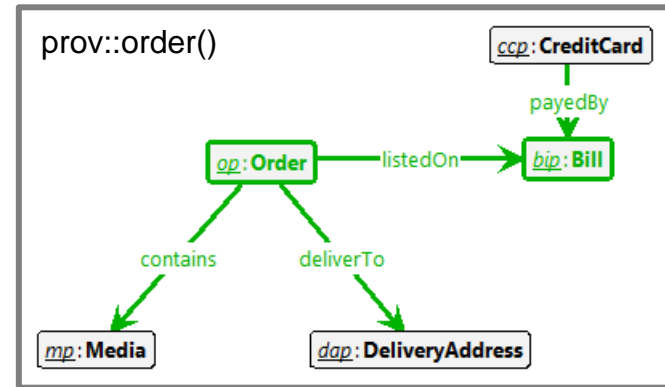 prov::order()
ccp:CreditCard
payedBy
op:Order
listedOn
bip:Bill
contains
deliverTo
mp:Media
dap:DeliveryAddress